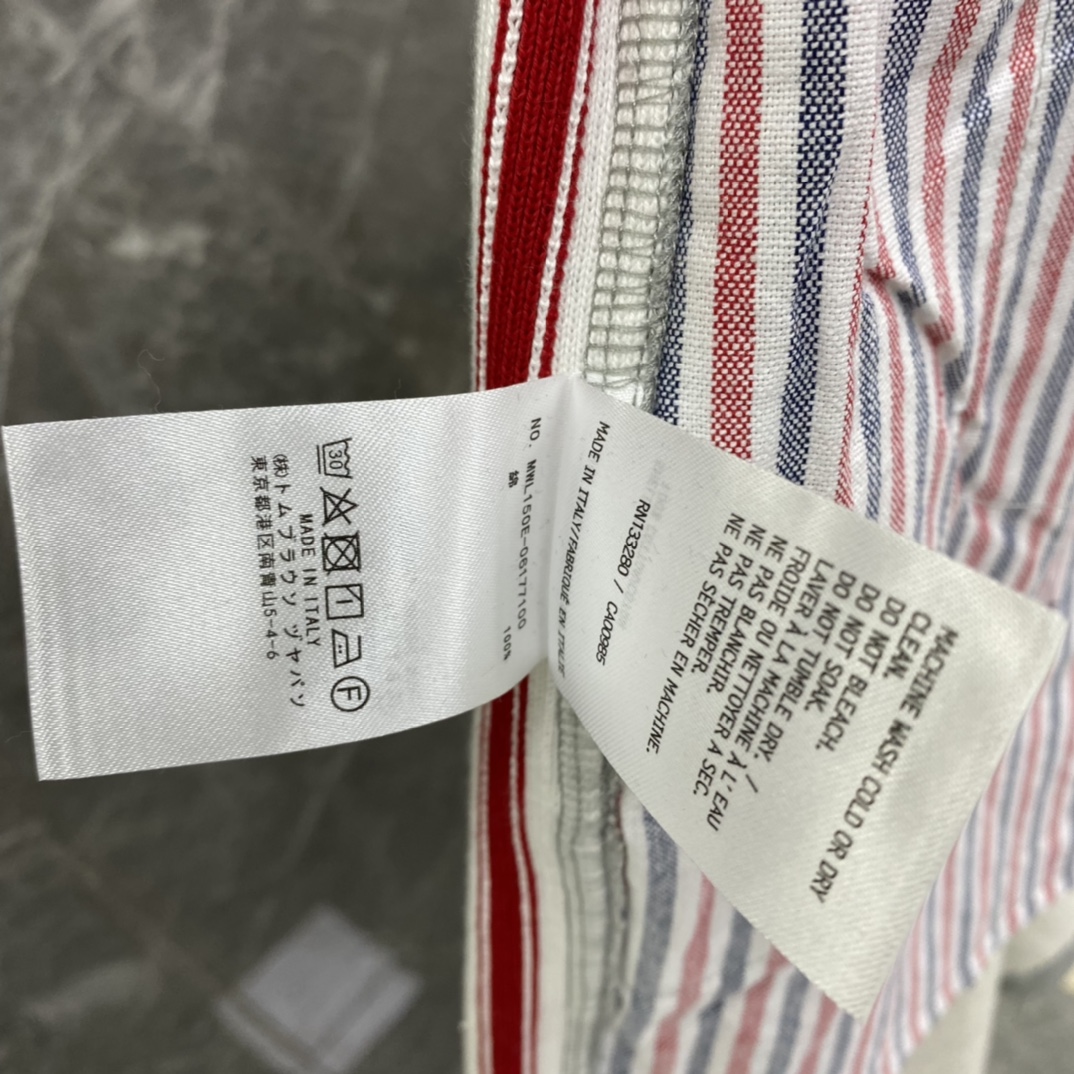 NO. MWL150E-06177100
綿 100%
30
F
MADE IN ITALY
㈱トムブラウン ジャパン
東京都港区南青山5-4-6
MADE IN ITALY/FABRIQUÉ EN ITALIE
RN133280 / CA00985
MACHINE WASH COLD OR DRY
CLEAN.
DO NOT BLEACH.
DO NOT SOAK.
DO NOT TUMBLE DRY. /
LAVER À LA MACHINE À L' EAU
FROIDE OU NETTOYER A SEC.
NE PAS BLANCHIR.
NE PAS TREMPER.
NE PAS SÉCHER EN MACHINE.